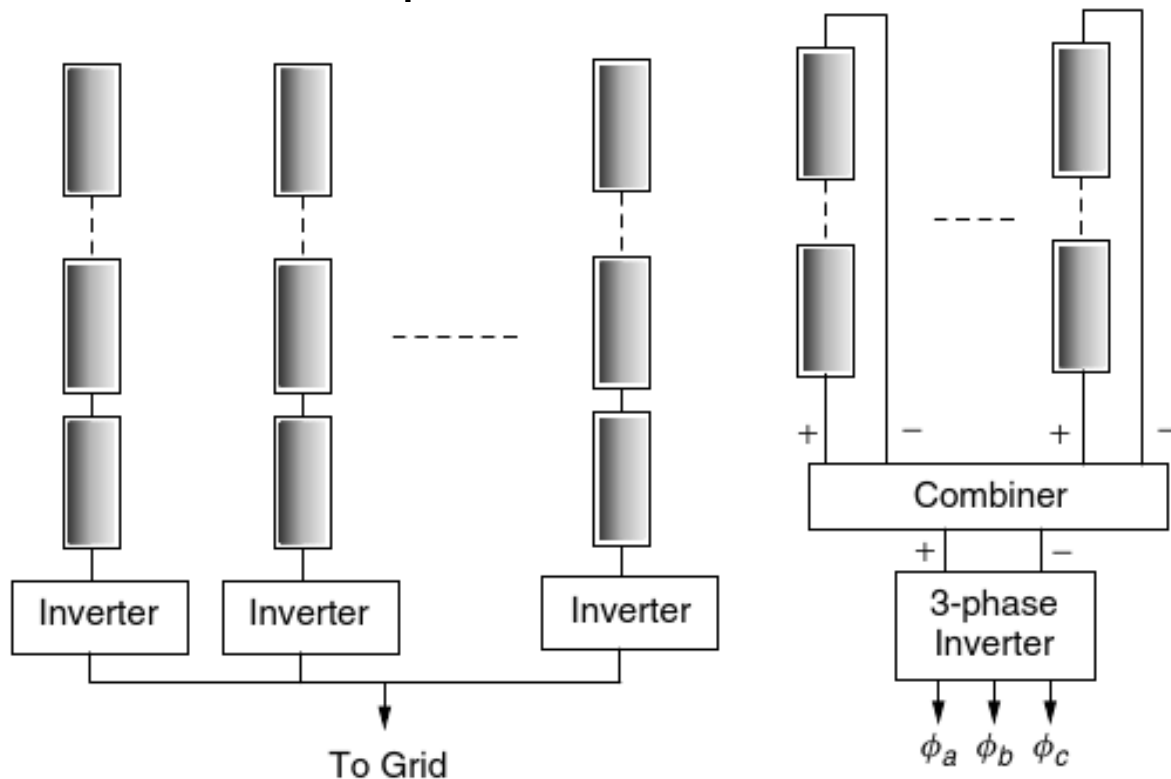 Inverter
Inverter
Inverter
To Grid
+ − + −
Combiner
+ −
3-phase
Inverter
ϕa ϕb ϕc